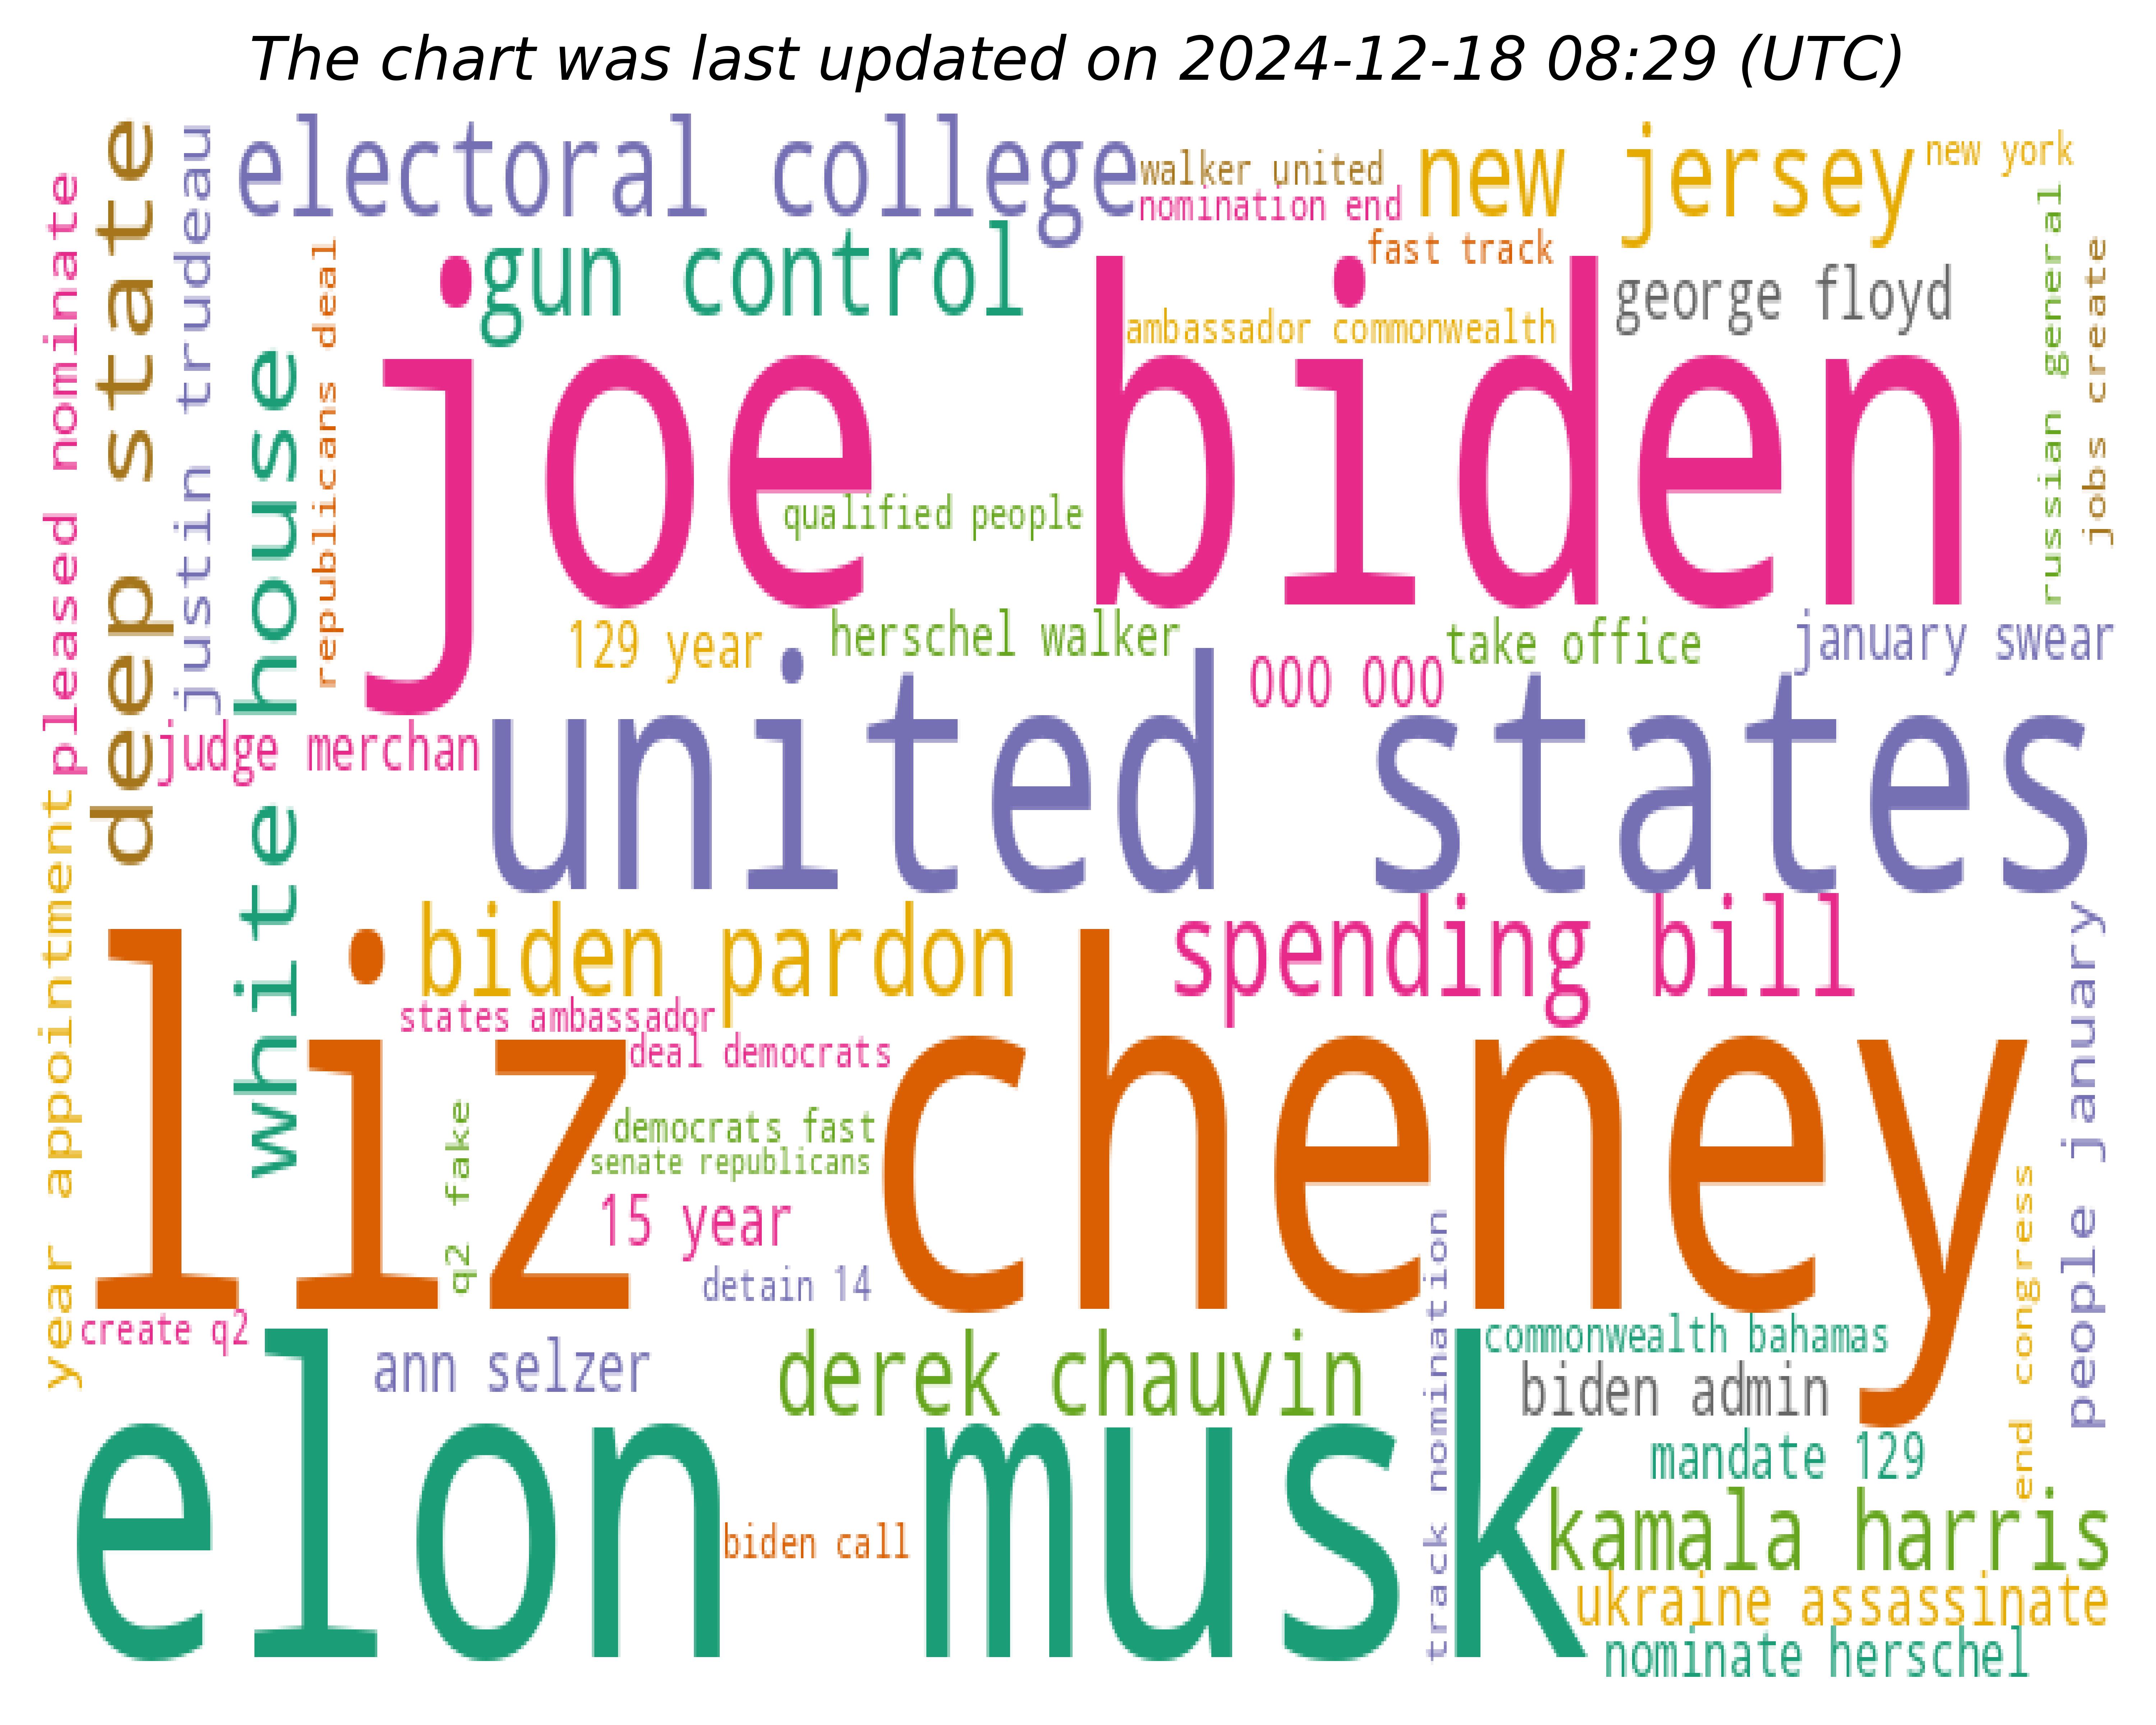 The chart was last updated on 2024-12-18 08:29 (UTC)
electoral college
walker united
nomination end
new jersey
new york
gun control
fast track
george floyd
ambassador commonwealth
joe biden
qualified people
pleased nominate
deep state
justin trudeau
white house
republicans deal
russian general
jobs create
129 year
herschel walker
000 000
take office
january swear
judge merchan
united states
biden pardon
spending bill
states ambassador
deal democrats
liz cheney
democrats fast
senate republicans
q2 fake
15 year
detain 14
year appointment
people january
end congress
track nomination
create q2
ann selzer
derek chauvin
commonwealth bahamas
biden admin
elon musk
mandate 129
kamala harris
biden call
ukraine assassinate
nominate herschel